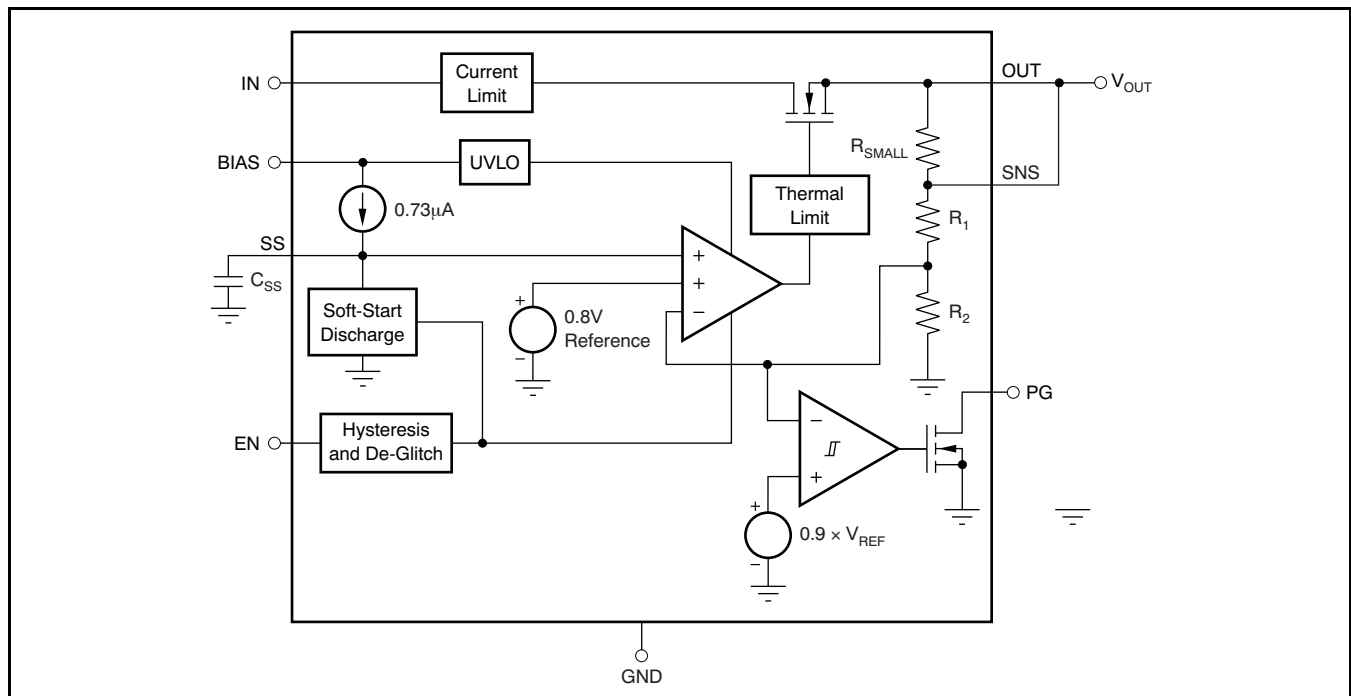 IN
Current
Limit
OUT
V_OUT
BIAS
UVLO
R_SMALL
SNS
0.73μA
Thermal
Limit
R_1
SS
C_SS
+
+
−
Soft-Start
Discharge
+
−
0.8V
Reference
R_2
PG
EN
Hysteresis
and De-Glitch
−
+
+
−
0.9 × V_REF
GND